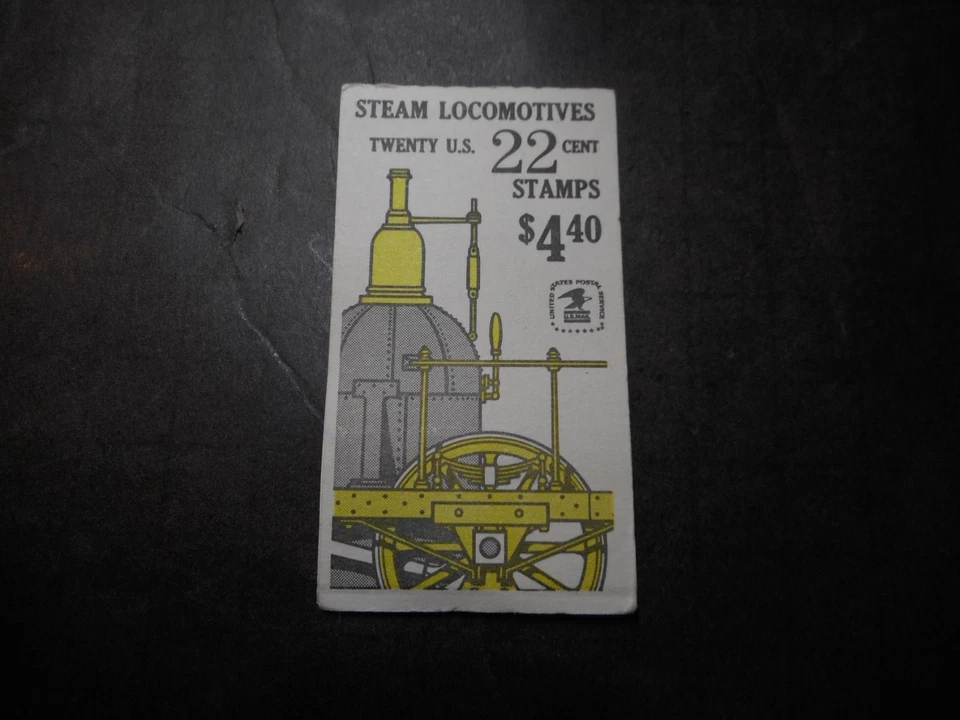 STEAM LOCOMOTIVES
TWENTY U.S. 22 CENT
STAMPS
$4 40
UNITED STATES POSTAL SERVICE
U.S.MAIL